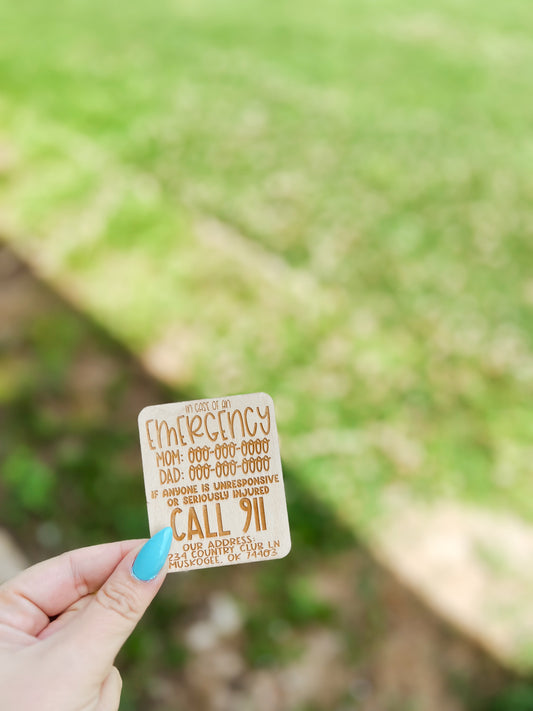 IN CASE OF AN
EMERGENCY
MOM: 000-000-0000
DAD: 000-000-0000
IF ANYONE IS UNRESPONSIVE
OR SERIOUSLY INJURED
CALL 911
OUR ADDRESS:
234 COUNTRY CLUB LN
MUSKOGEE, OK 74403